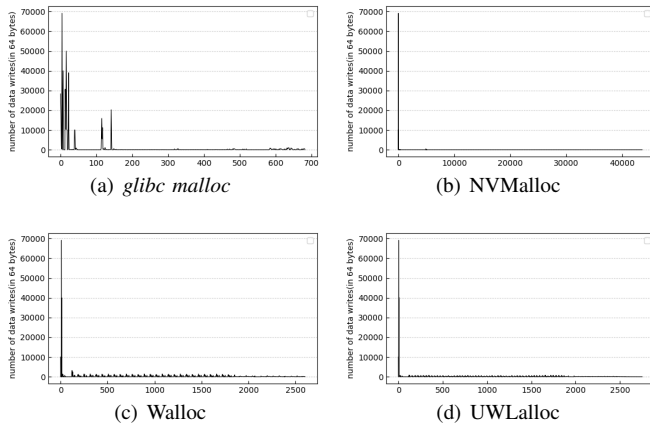 number of data writes(in 64 bytes)
70000
60000
50000
40000
30000
20000
10000
0
0 100 200 300 400 500 600 700
(a) glibc malloc
number of data writes(in 64 bytes)
70000
60000
50000
40000
30000
20000
10000
0
0 10000 20000 30000 40000
(b) NVMalloc
number of data writes(in 64 bytes)
70000
60000
50000
40000
30000
20000
10000
0
0 500 1000 1500 2000 2500
(c) Walloc
number of data writes(in 64 bytes)
70000
60000
50000
40000
30000
20000
10000
0
0 500 1000 1500 2000 2500
(d) UWLalloc